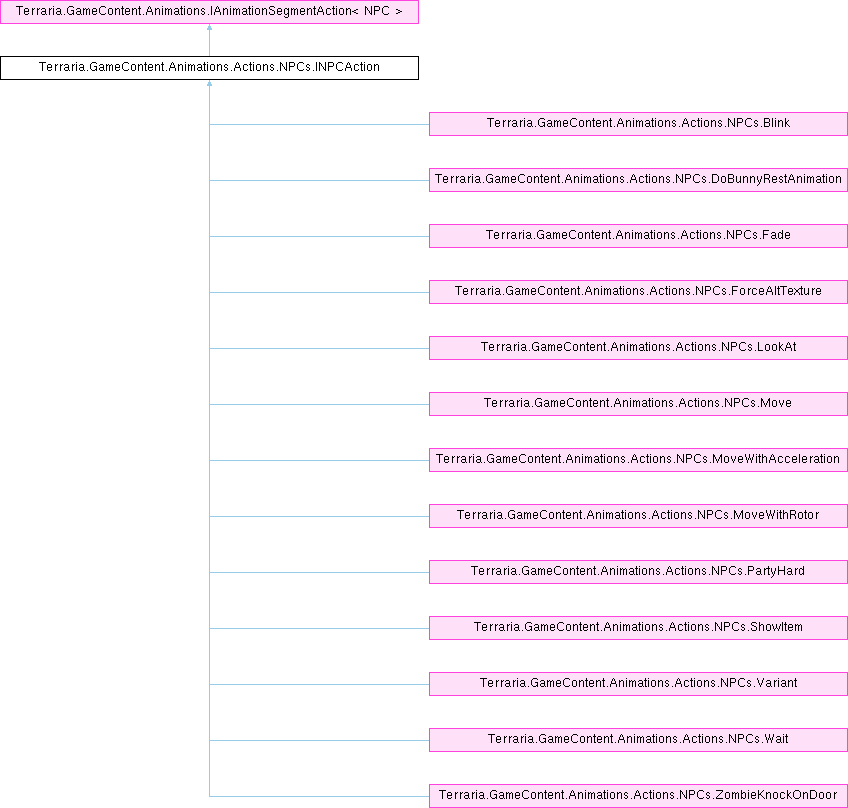 Terraria.GameContent.Animations.IAnimationSegmentAction< NPC >
Terraria.GameContent.Animations.Actions.NPCs.INPCAction
Terraria.GameContent.Animations.Actions.NPCs.Blink
Terraria.GameContent.Animations.Actions.NPCs.DoBunnyRestAnimation
Terraria.GameContent.Animations.Actions.NPCs.Fade
Terraria.GameContent.Animations.Actions.NPCs.ForceAltTexture
Terraria.GameContent.Animations.Actions.NPCs.LookAt
Terraria.GameContent.Animations.Actions.NPCs.Move
Terraria.GameContent.Animations.Actions.NPCs.MoveWithAcceleration
Terraria.GameContent.Animations.Actions.NPCs.MoveWithRotor
Terraria.GameContent.Animations.Actions.NPCs.PartyHard
Terraria.GameContent.Animations.Actions.NPCs.ShowItem
Terraria.GameContent.Animations.Actions.NPCs.Variant
Terraria.GameContent.Animations.Actions.NPCs.Wait
Terraria.GameContent.Animations.Actions.NPCs.ZombieKnockOnDoor